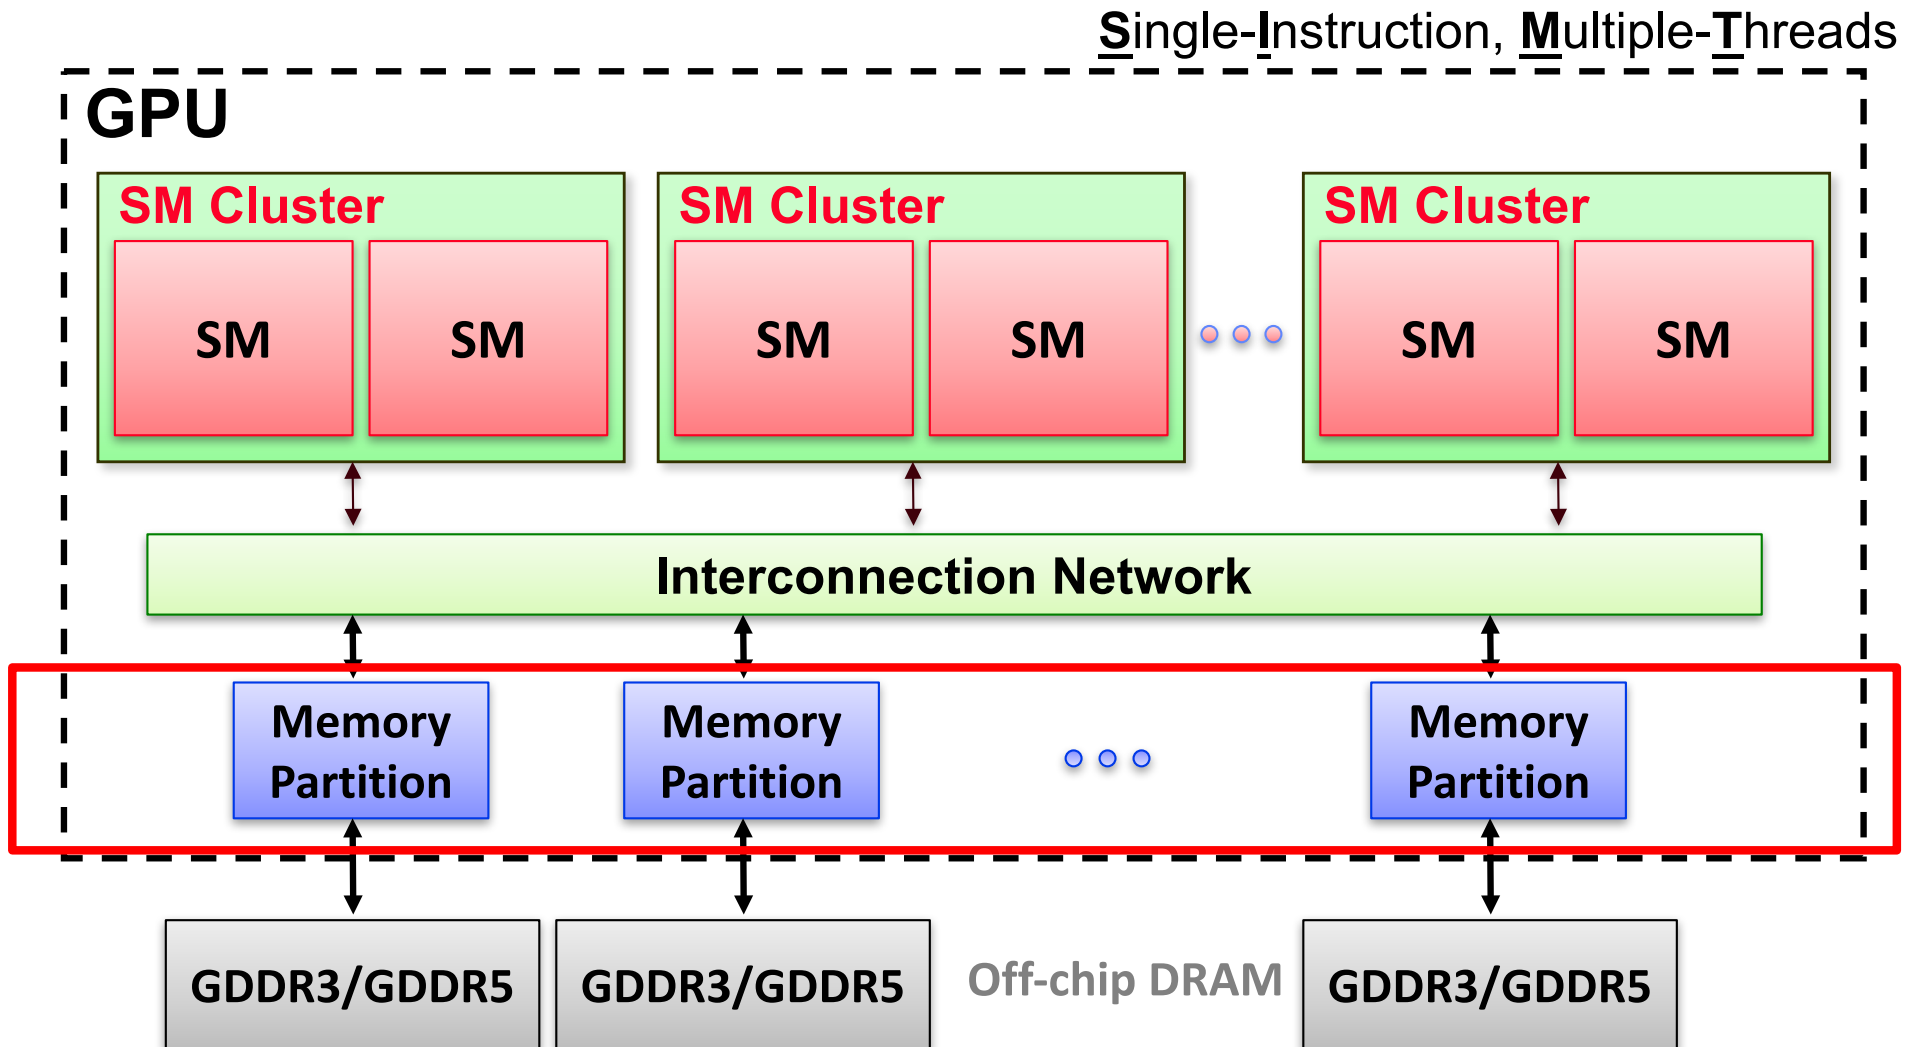 Single-Instruction, Multiple-Threads
GPU
SM Cluster
SM Cluster
SM Cluster
SM
SM
SM
SM
SM
SM
Interconnection Network
Memory
Partition
Memory
Partition
Memory
Partition
GDDR3/GDDR5
GDDR3/GDDR5
Off-chip DRAM
GDDR3/GDDR5